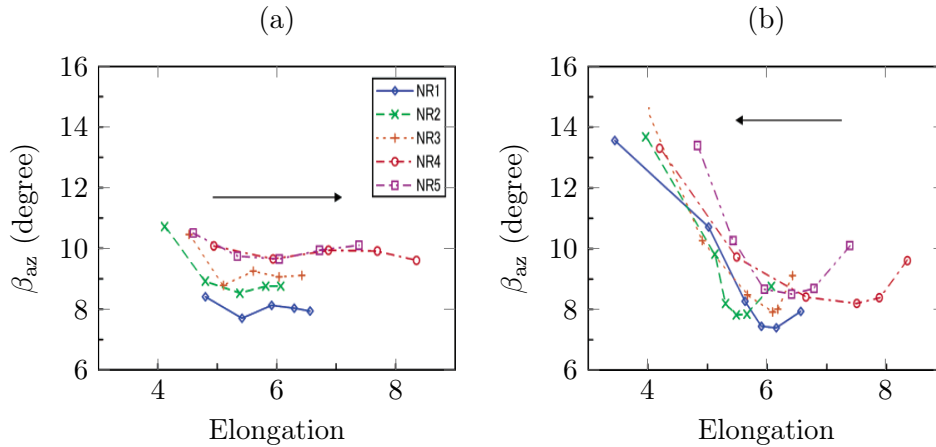 (a)
(b)
16
14
12
10
8
6
β_az (degree)
4 6 8
Elongation
NR1
NR2
NR3
NR4
NR5
16
14
12
10
8
6
β_az (degree)
4 6 8
Elongation